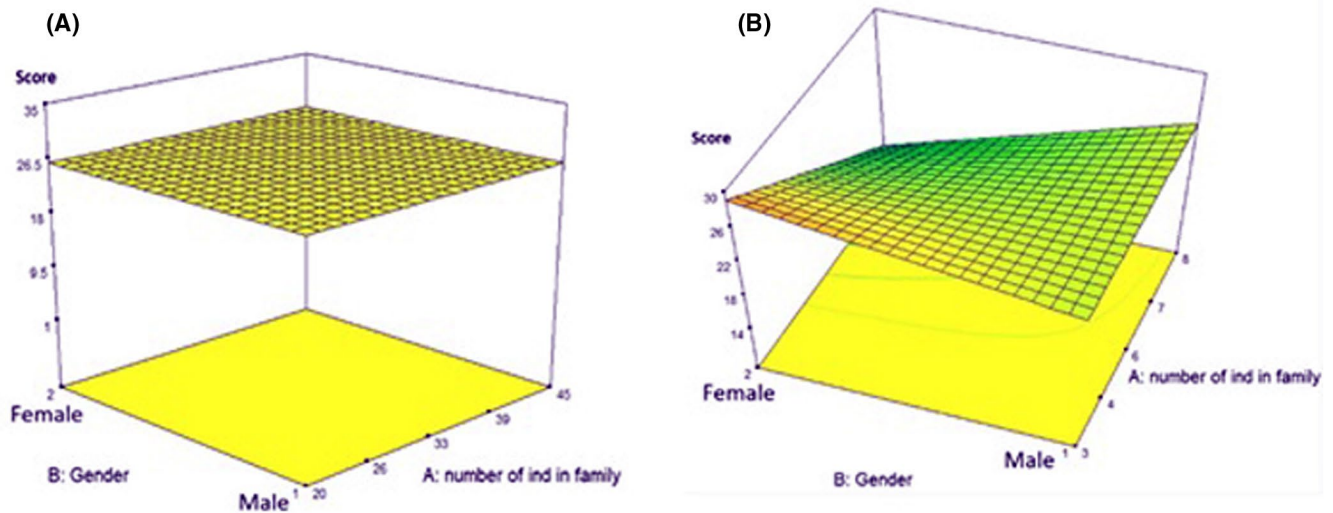 (A)
Score
35
26.5
18
9.5
1
2
Female
B: Gender
Male
1
20
26
33
39
45
A: number of ind in family
(B)
Score
30
26
22
18
14
2
Female
B: Gender
Male
1
3
4
6
7
8
A: number of ind in family